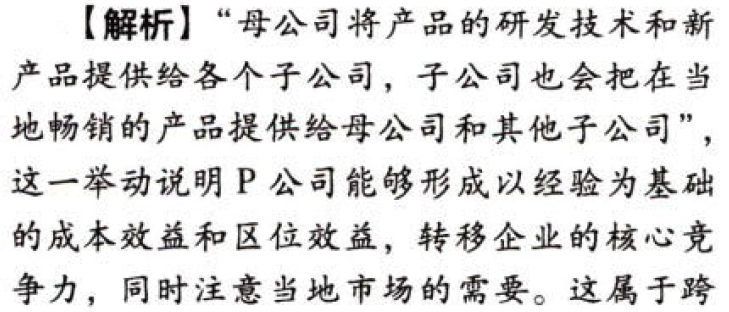 【解析】“母公司将产品的研发技术和新
产品提供给各个子公司，子公司也会把在当
地畅销的产品提供给母公司和其他子公司”，
这一举动说明 P 公司能够形成以经验为基础
的成本效益和区位效益，转移企业的核心竞
争力，同时注意当地市场的需要。这属于跨